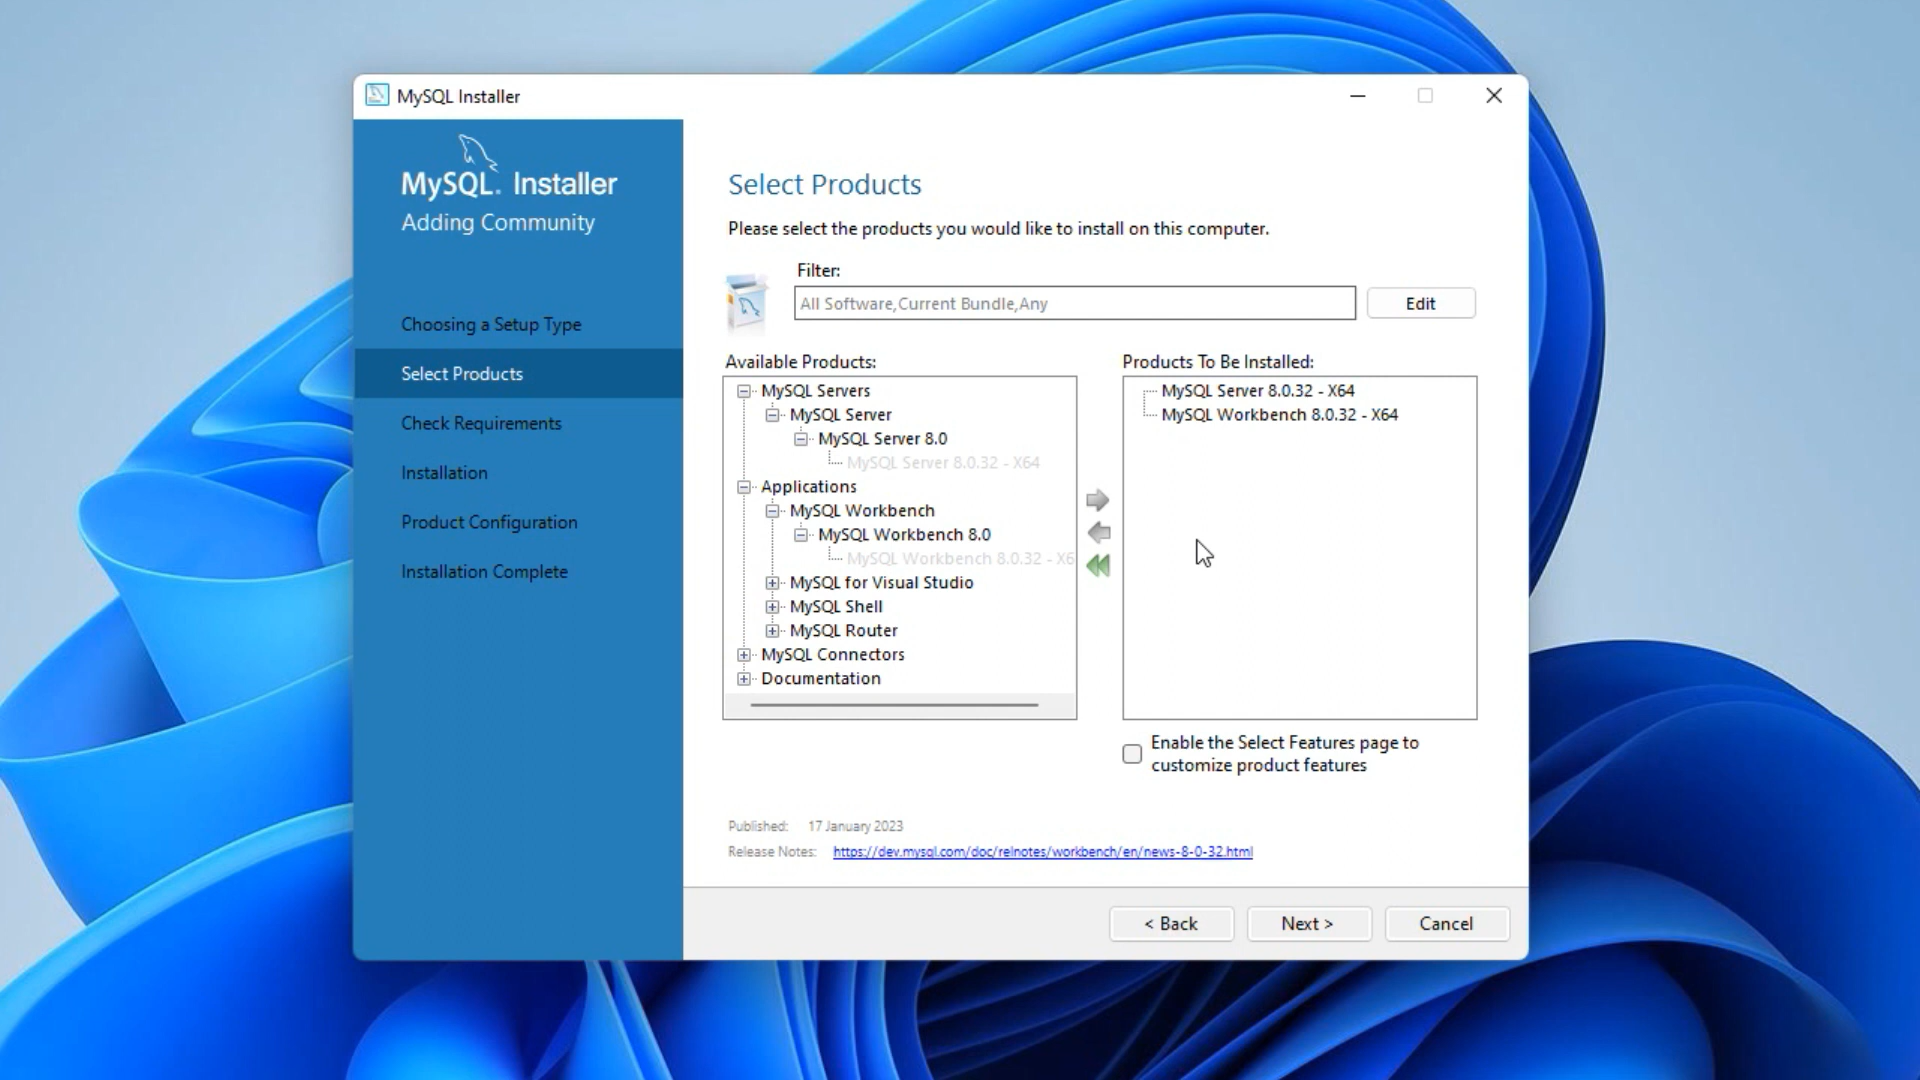 MySQL Installer
MySQL. Installer
Adding Community
Choosing a Setup Type
Select Products
Check Requirements
Installation
Product Configuration
Installation Complete
Select Products
Please select the products you would like to install on this computer.
Filter:
All Software,Current Bundle,Any
Edit
Available Products:
MySQL Servers
MySQL Server
MySQL Server 8.0
MySQL Server 8.0.32 - X64
Applications
MySQL Workbench
MySQL Workbench 8.0
MySQL Workbench 8.0.32 - X6
MySQL for Visual Studio
MySQL Shell
MySQL Router
MySQL Connectors
Documentation
Products To Be Installed:
MySQL Server 8.0.32 - X64
MySQL Workbench 8.0.32 - X64
Enable the Select Features page to
customize product features
Published: 17 January 2023
Release Notes: https://dev.mysql.com/doc/relnotes/workbench/en/news-8-0-32.html
< Back
Next >
Cancel